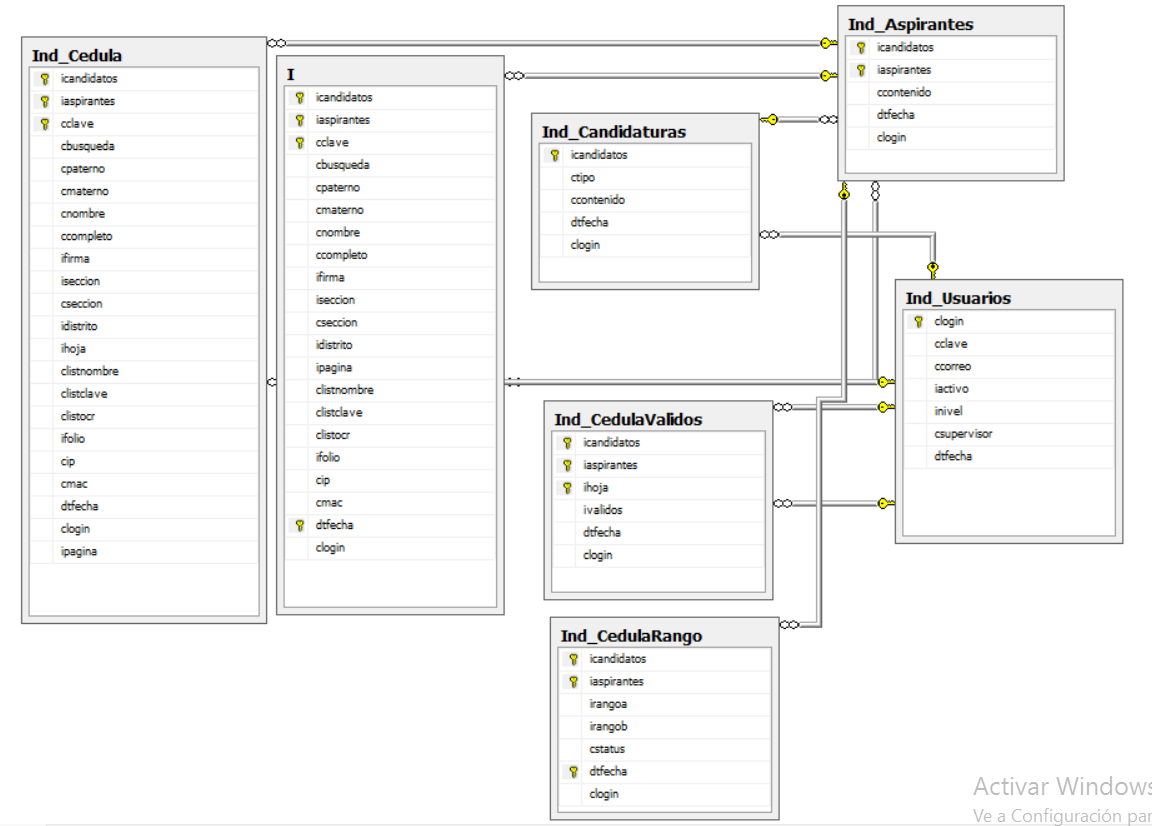 Ind_Cedula
icandidatos
iaspirantes
cclave
cbusqueda
cpaterno
cmaterno
cnombre
ccompleto
ifirma
iseccion
cseccion
idistrito
ihoja
clistnombre
clistclave
clistocr
ifolio
cip
cmac
dtfecha
clogin
ipagina
I
icandidatos
iaspirantes
cclave
cbusqueda
cpaterno
cmaterno
cnombre
ccompleto
ifirma
iseccion
cseccion
idistrito
ipagina
clistnombre
clistclave
clistocr
ifolio
cip
cmac
dtfecha
clogin
Ind_Candidaturas
icandidatos
ctipo
ccontenido
dtfecha
clogin
Ind_Aspirantes
icandidatos
iaspirantes
ccontenido
dtfecha
clogin
Ind_Usuarios
clogin
cclave
ccorreo
iactivo
inivel
csupervisor
dtfecha
Ind_CedulaValidos
icandidatos
iaspirantes
ihoja
ivalidos
dtfecha
clogin
Ind_CedulaRango
icandidatos
iaspirantes
irangoa
irangob
cstatus
dtfecha
clogin
Activar Windows
Ve a Configuración par